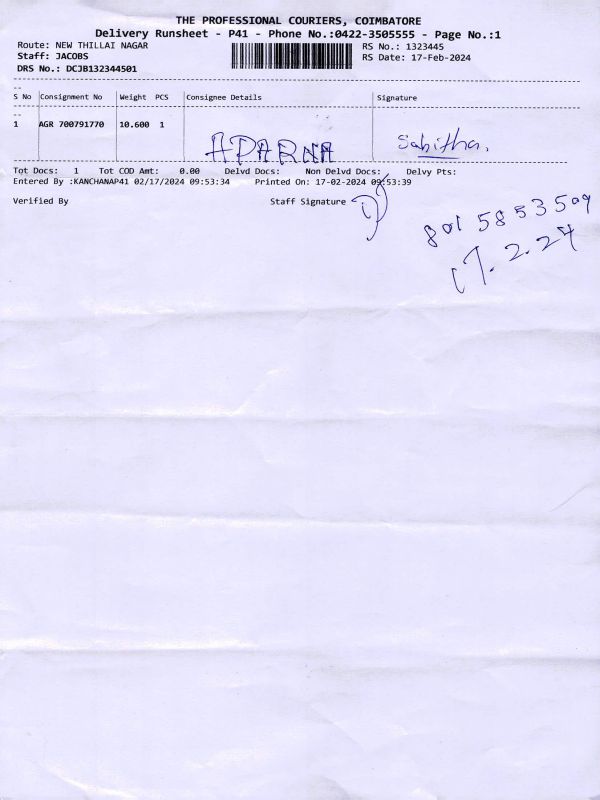 THE PROFESSIONAL COURIERS, COIMBATORE
Delivery Runsheet - P41 - Phone No.:0422-3505555 - Page No.:1
Route: NEW THILLAI NAGAR
RS No.: 1323445
Staff: JACOBS
RS Date: 17-Feb-2024
DRS No.: DCJB132344501
S No Consignment No Weight PCS Consignee Details Signature
1 AGR 700791770 10.600 1
APARNA Sabitha.
Tot Docs: 1 Tot COD Amt: 0.00 Delvd Docs: Non Delvd Docs: Delvy Pts:
Entered By :KANCHANAP41 02/17/2024 09:53:34 Printed On: 17-02-2024 09:53:39
Verified By Staff Signature
801 5853509
17.2.24